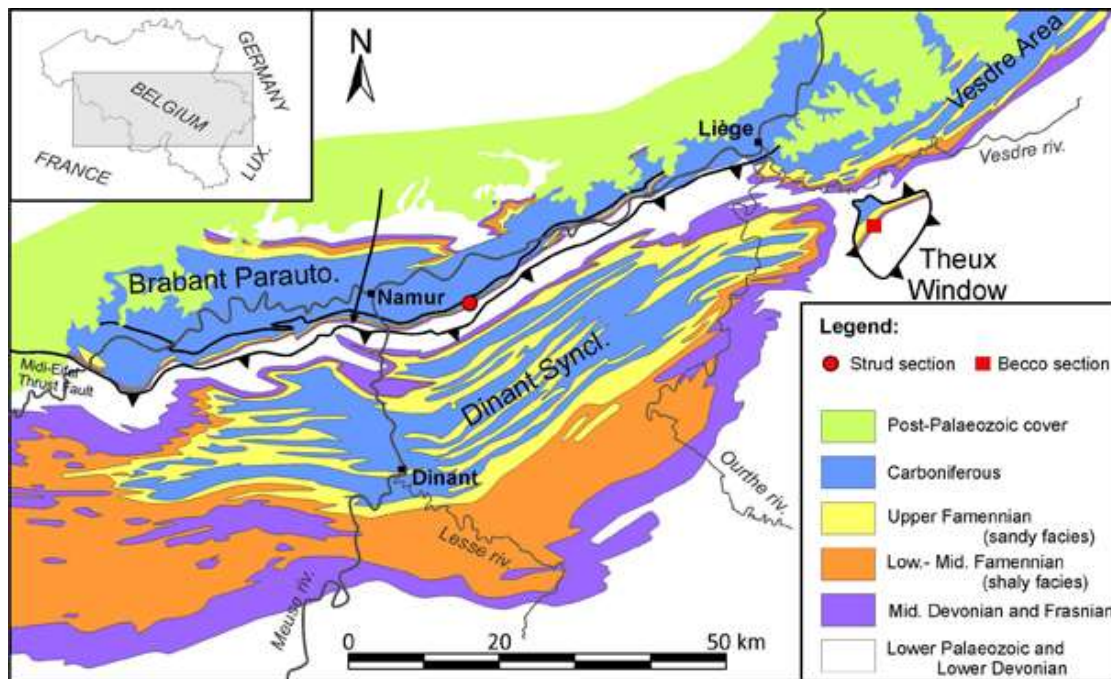 GERMANY
BELGIUM
FRANCE
LUX.
N
Vesdre Area
Liège
Vesdre riv.
Brabant Parauto.
Namur
Theux
Window
Midi-Eifel
Thrust Fault
Dinant Syncl.
Dinant
Ourthe riv.
Lesse riv.
Meuse riv.
0 20 50 km
Legend:
Strud section Becco section
Post-Palaeozoic cover
Carboniferous
Upper Famennian
(sandy facies)
Low.- Mid. Famennian
(shaly facies)
Mid. Devonian and Frasnian
Lower Palaeozoic and
Lower Devonian